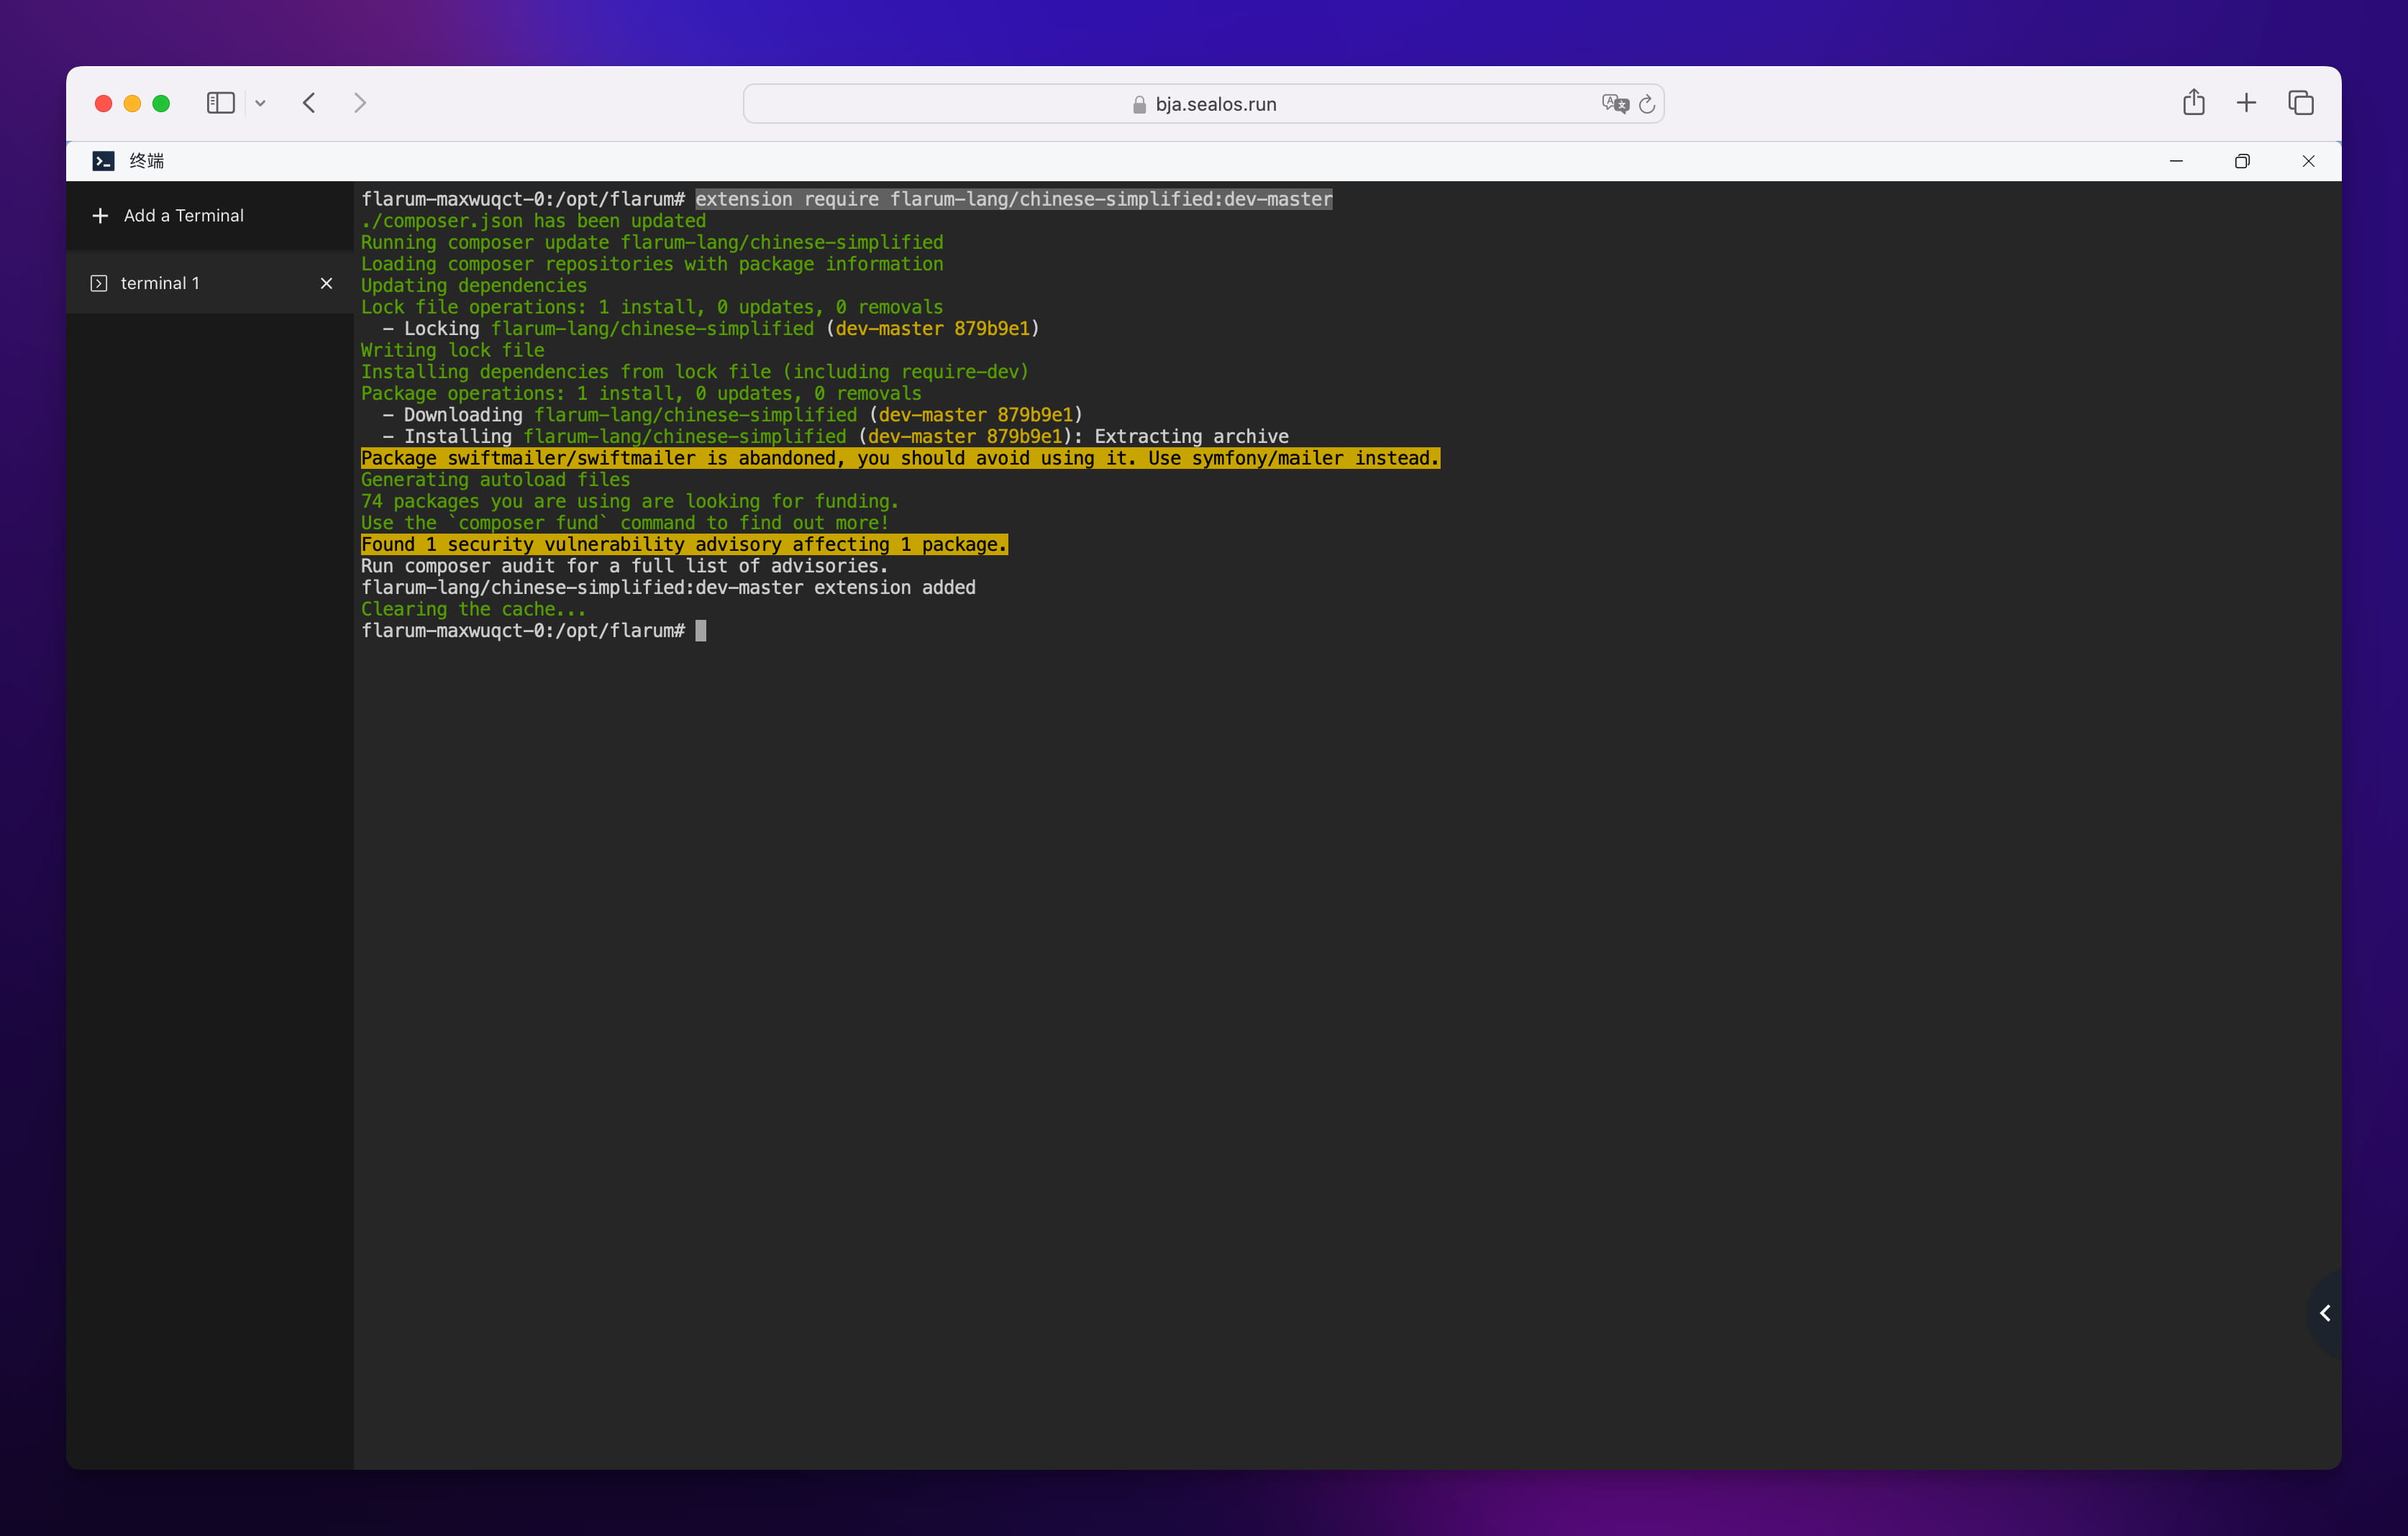 bja.sealos.run
终端
Add a Terminal
terminal 1
flarum-maxwuqct-0:/opt/flarum# extension require flarum-lang/chinese-simplified:dev-master
./composer.json has been updated
Running composer update flarum-lang/chinese-simplified
Loading composer repositories with package information
Updating dependencies
Lock file operations: 1 install, 0 updates, 0 removals
  - Locking flarum-lang/chinese-simplified (dev-master 879b9e1)
Writing lock file
Installing dependencies from lock file (including require-dev)
Package operations: 1 install, 0 updates, 0 removals
  - Downloading flarum-lang/chinese-simplified (dev-master 879b9e1)
  - Installing flarum-lang/chinese-simplified (dev-master 879b9e1): Extracting archive
Package swiftmailer/swiftmailer is abandoned, you should avoid using it. Use symfony/mailer instead.
Generating autoload files
74 packages you are using are looking for funding.
Use the `composer fund` command to find out more!
Found 1 security vulnerability advisory affecting 1 package.
Run composer audit for a full list of advisories.
flarum-lang/chinese-simplified:dev-master extension added
Clearing the cache...
flarum-maxwuqct-0:/opt/flarum#